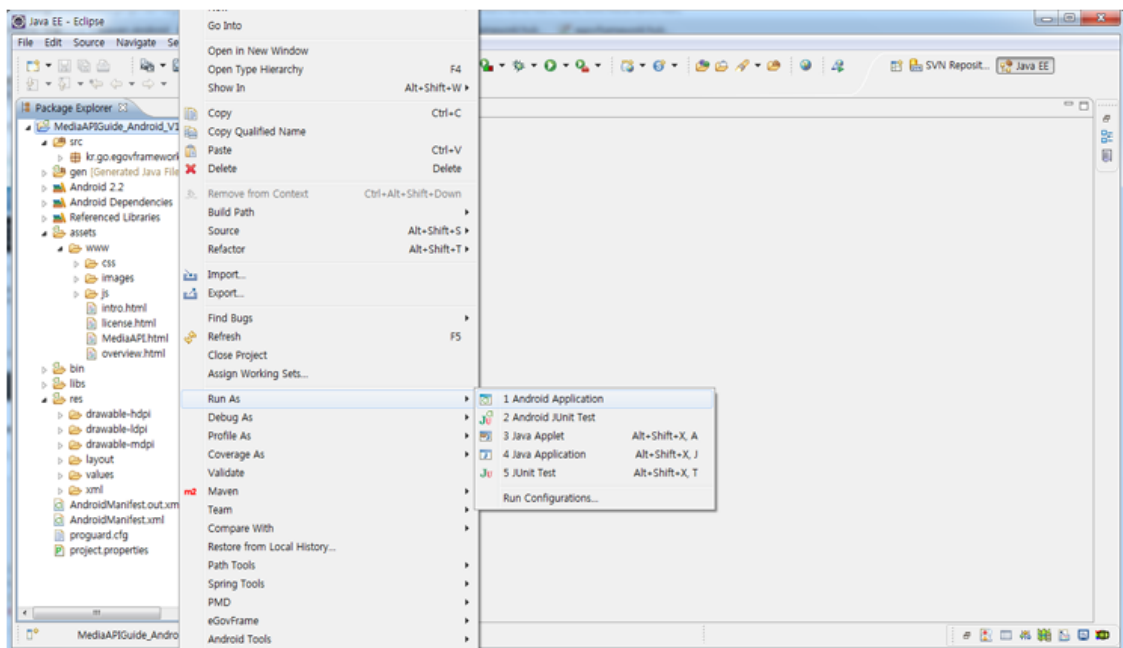 Java EE - Eclipse
File Edit Source Navigate Se
SVN Reposit... Java EE
Package Explorer
MediaAPIGuide_Android_V1
src
kr.go.egovframework
gen [Generated Java File
Android 2.2
Android Dependencies
Referenced Libraries
assets
www
css
images
js
intro.html
license.html
MediaAPI.html
overview.html
bin
libs
res
drawable-hdpi
drawable-ldpi
drawable-mdpi
layout
values
xml
AndroidManifest.out.xm
AndroidManifest.xml
proguard.cfg
project.properties
MediaAPIGuide_Andro
Go Into
Open in New Window
Open Type Hierarchy F4
Show In Alt+Shift+W
Copy Ctrl+C
Copy Qualified Name
Paste Ctrl+V
Delete Delete
Remove from Context Ctrl+Alt+Shift+Down
Build Path
Source Alt+Shift+S
Refactor Alt+Shift+T
Import...
Export...
Find Bugs
Refresh F5
Close Project
Assign Working Sets...
Run As
Debug As
Profile As
Coverage As
Validate
m2 Maven
Team
Compare With
Restore from Local History...
Path Tools
Spring Tools
PMD
eGovFrame
Android Tools
1 Android Application
2 Android JUnit Test
3 Java Applet Alt+Shift+X, A
4 Java Application Alt+Shift+X, J
5 JUnit Test Alt+Shift+X, T
Run Configurations...